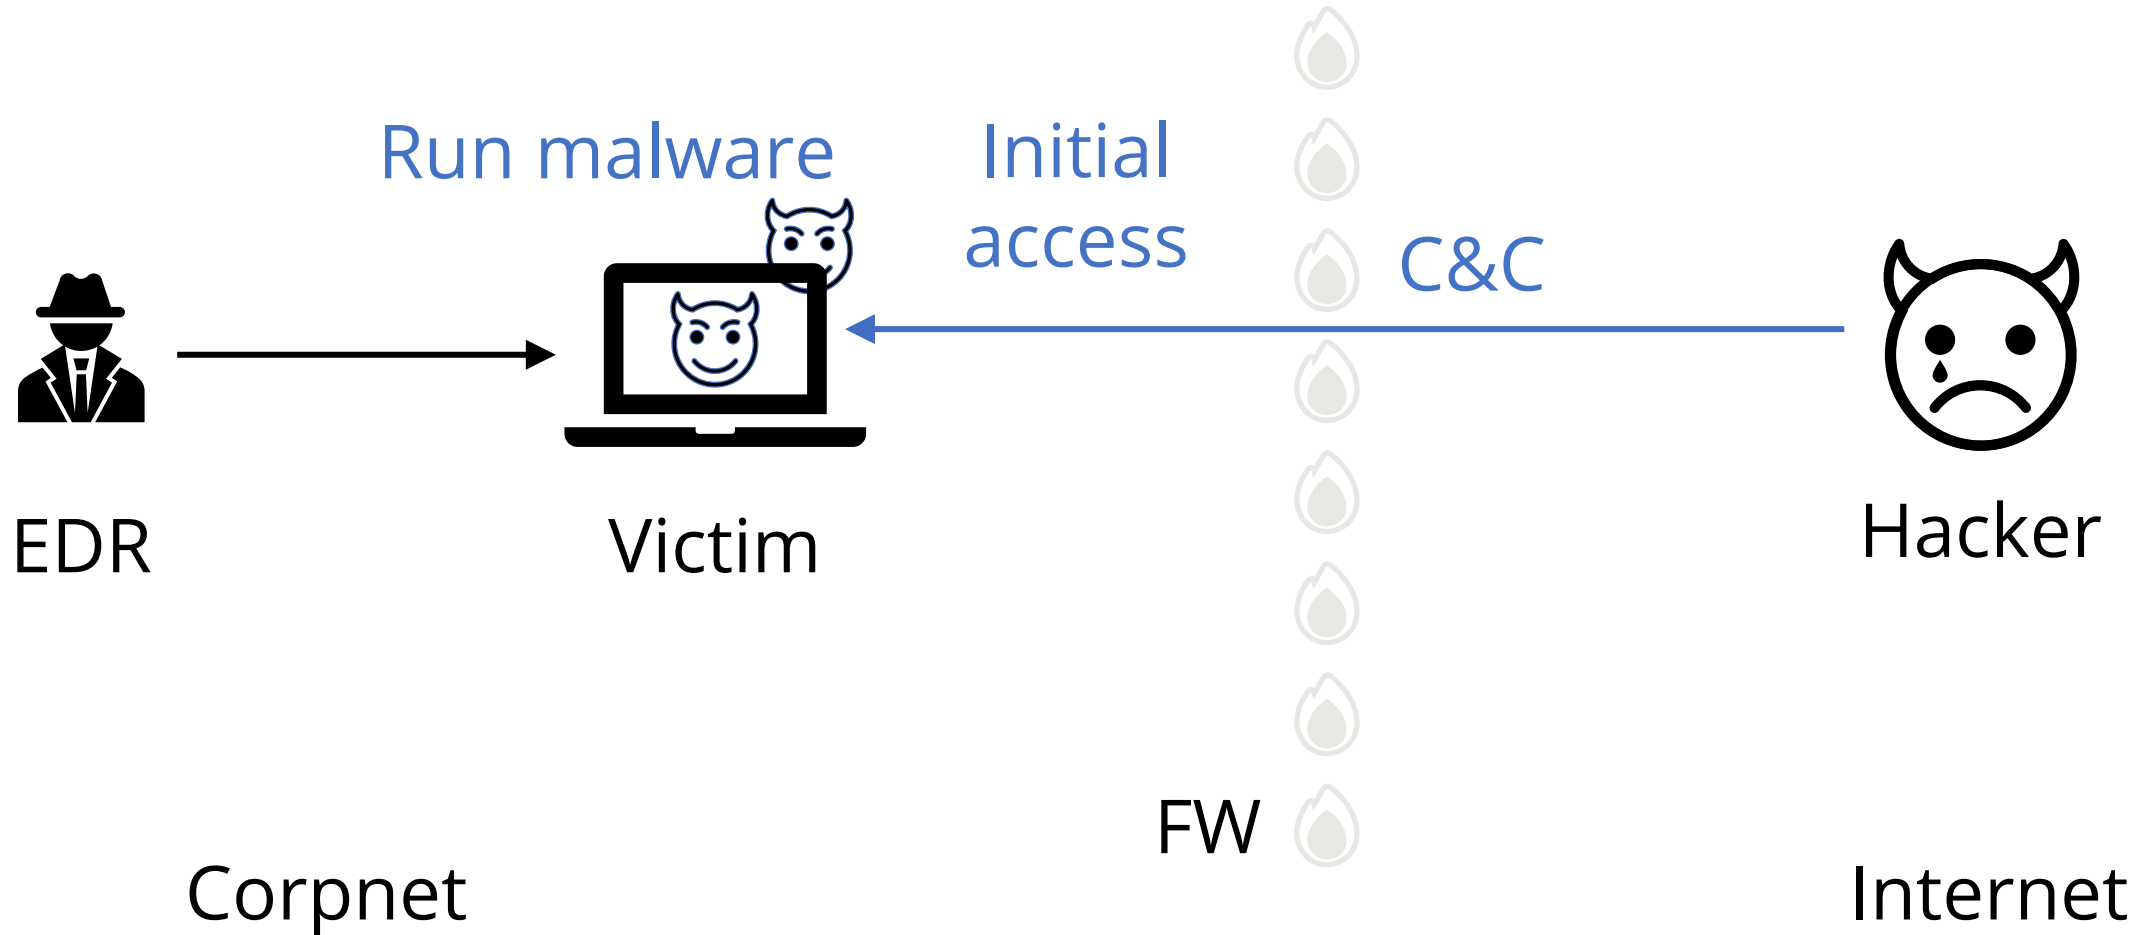 Run malware
Initial
access
C&C
EDR
Victim
Hacker
FW
Corpnet
Internet